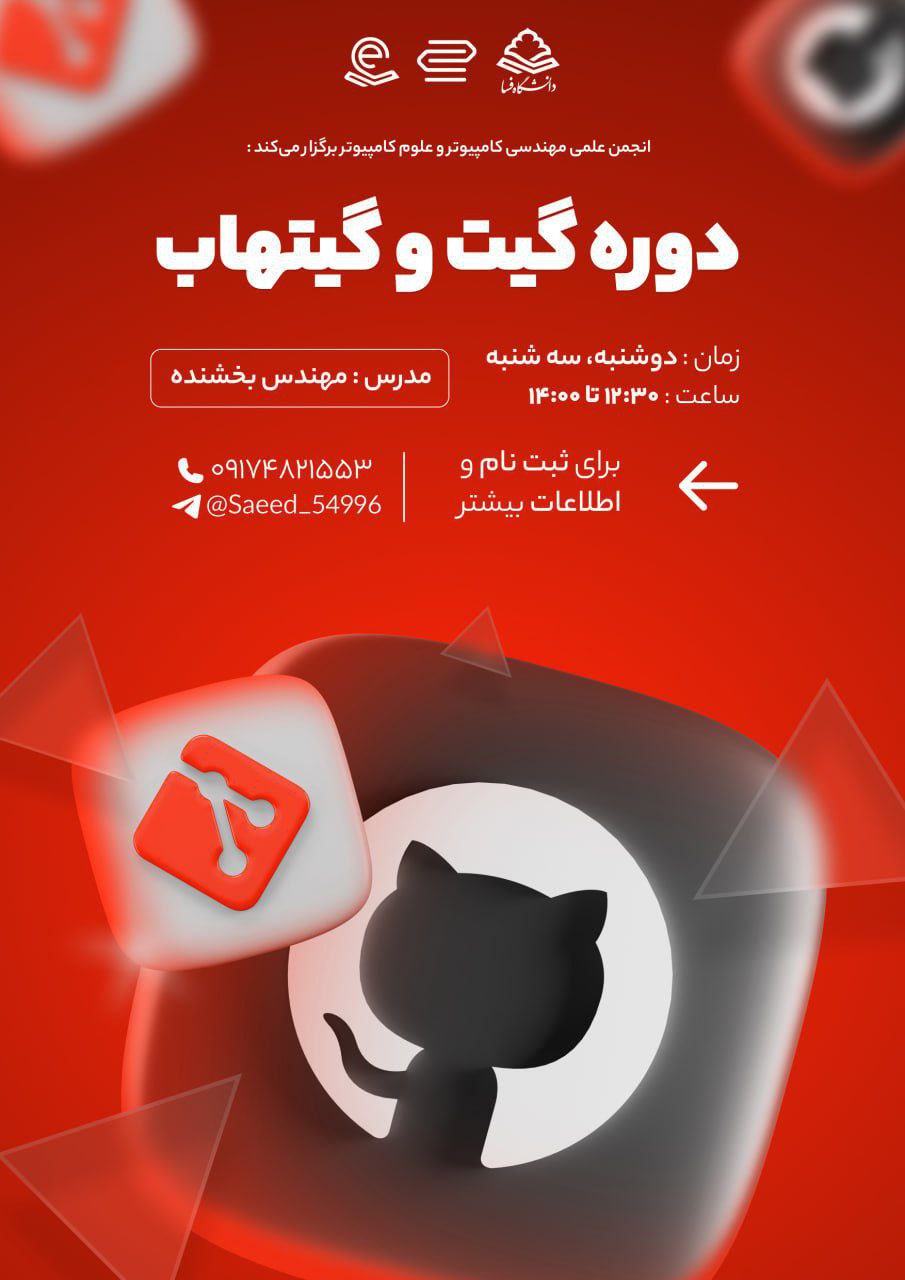 دانشگاه فسا
انجمن علمی مهندسی کامپیوتر و علوم کامپیوتر برگزار می‌کند :
دوره گیت و گیتهاب
زمان : دوشنبه، سه شنبه
ساعت : ۱۲:۳۰ تا ۱۴:۰۰
مدرس : مهندس بخشنده
برای ثبت نام و
اطلاعات بیشتر
۰۹۱۷۴۸۲۱۵۵۳
@Saeed_54996